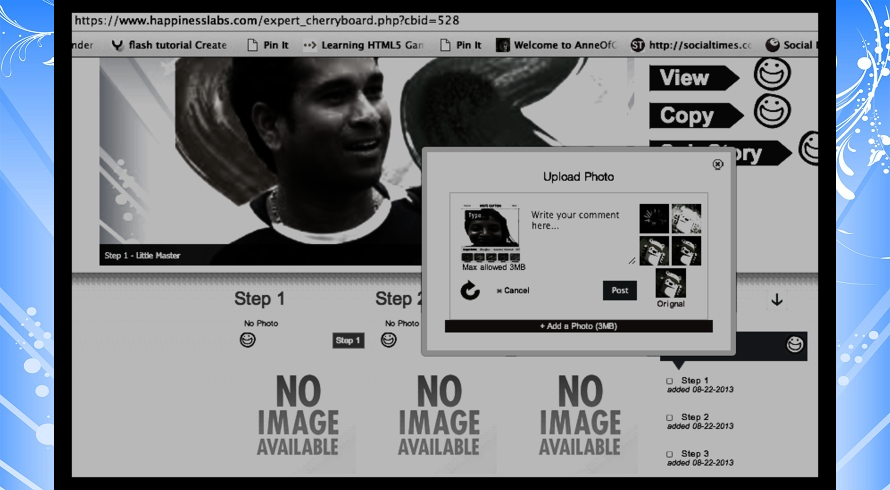 https://www.happinesslabs.com/expert_cherryboard.php?cbid=528
nder flash tutorial Create Pin It Learning HTML5 Gan Pin It Welcome to AnneOfC http://socialtimes.cc Social
View
Copy
Story
Step 1 - Little Master
Upload Photo
Type
Write your comment
here...
Max allowed 3MB
Cancel
Post
Orignal
+ Add a Photo (3MB)
Step 1
Step 2
No Photo
Step 1
No Photo
NO
IMAGE
AVAILABLE
NO
IMAGE
AVAILABLE
NO
IMAGE
AVAILABLE
Step 1
added 08-22-2013
Step 2
added 08-22-2013
Step 3
added 08-22-2013